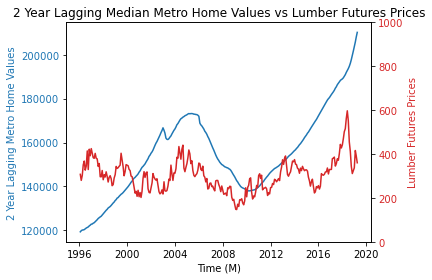 2 Year Lagging Median Metro Home Values vs Lumber Futures Prices
2 Year Lagging Metro Home Values
200000
180000
160000
140000
120000
1000
800
600
400
200
0
Lumber Futures Prices
1996 2000 2004 2008 2012 2016 2020
Time (M)